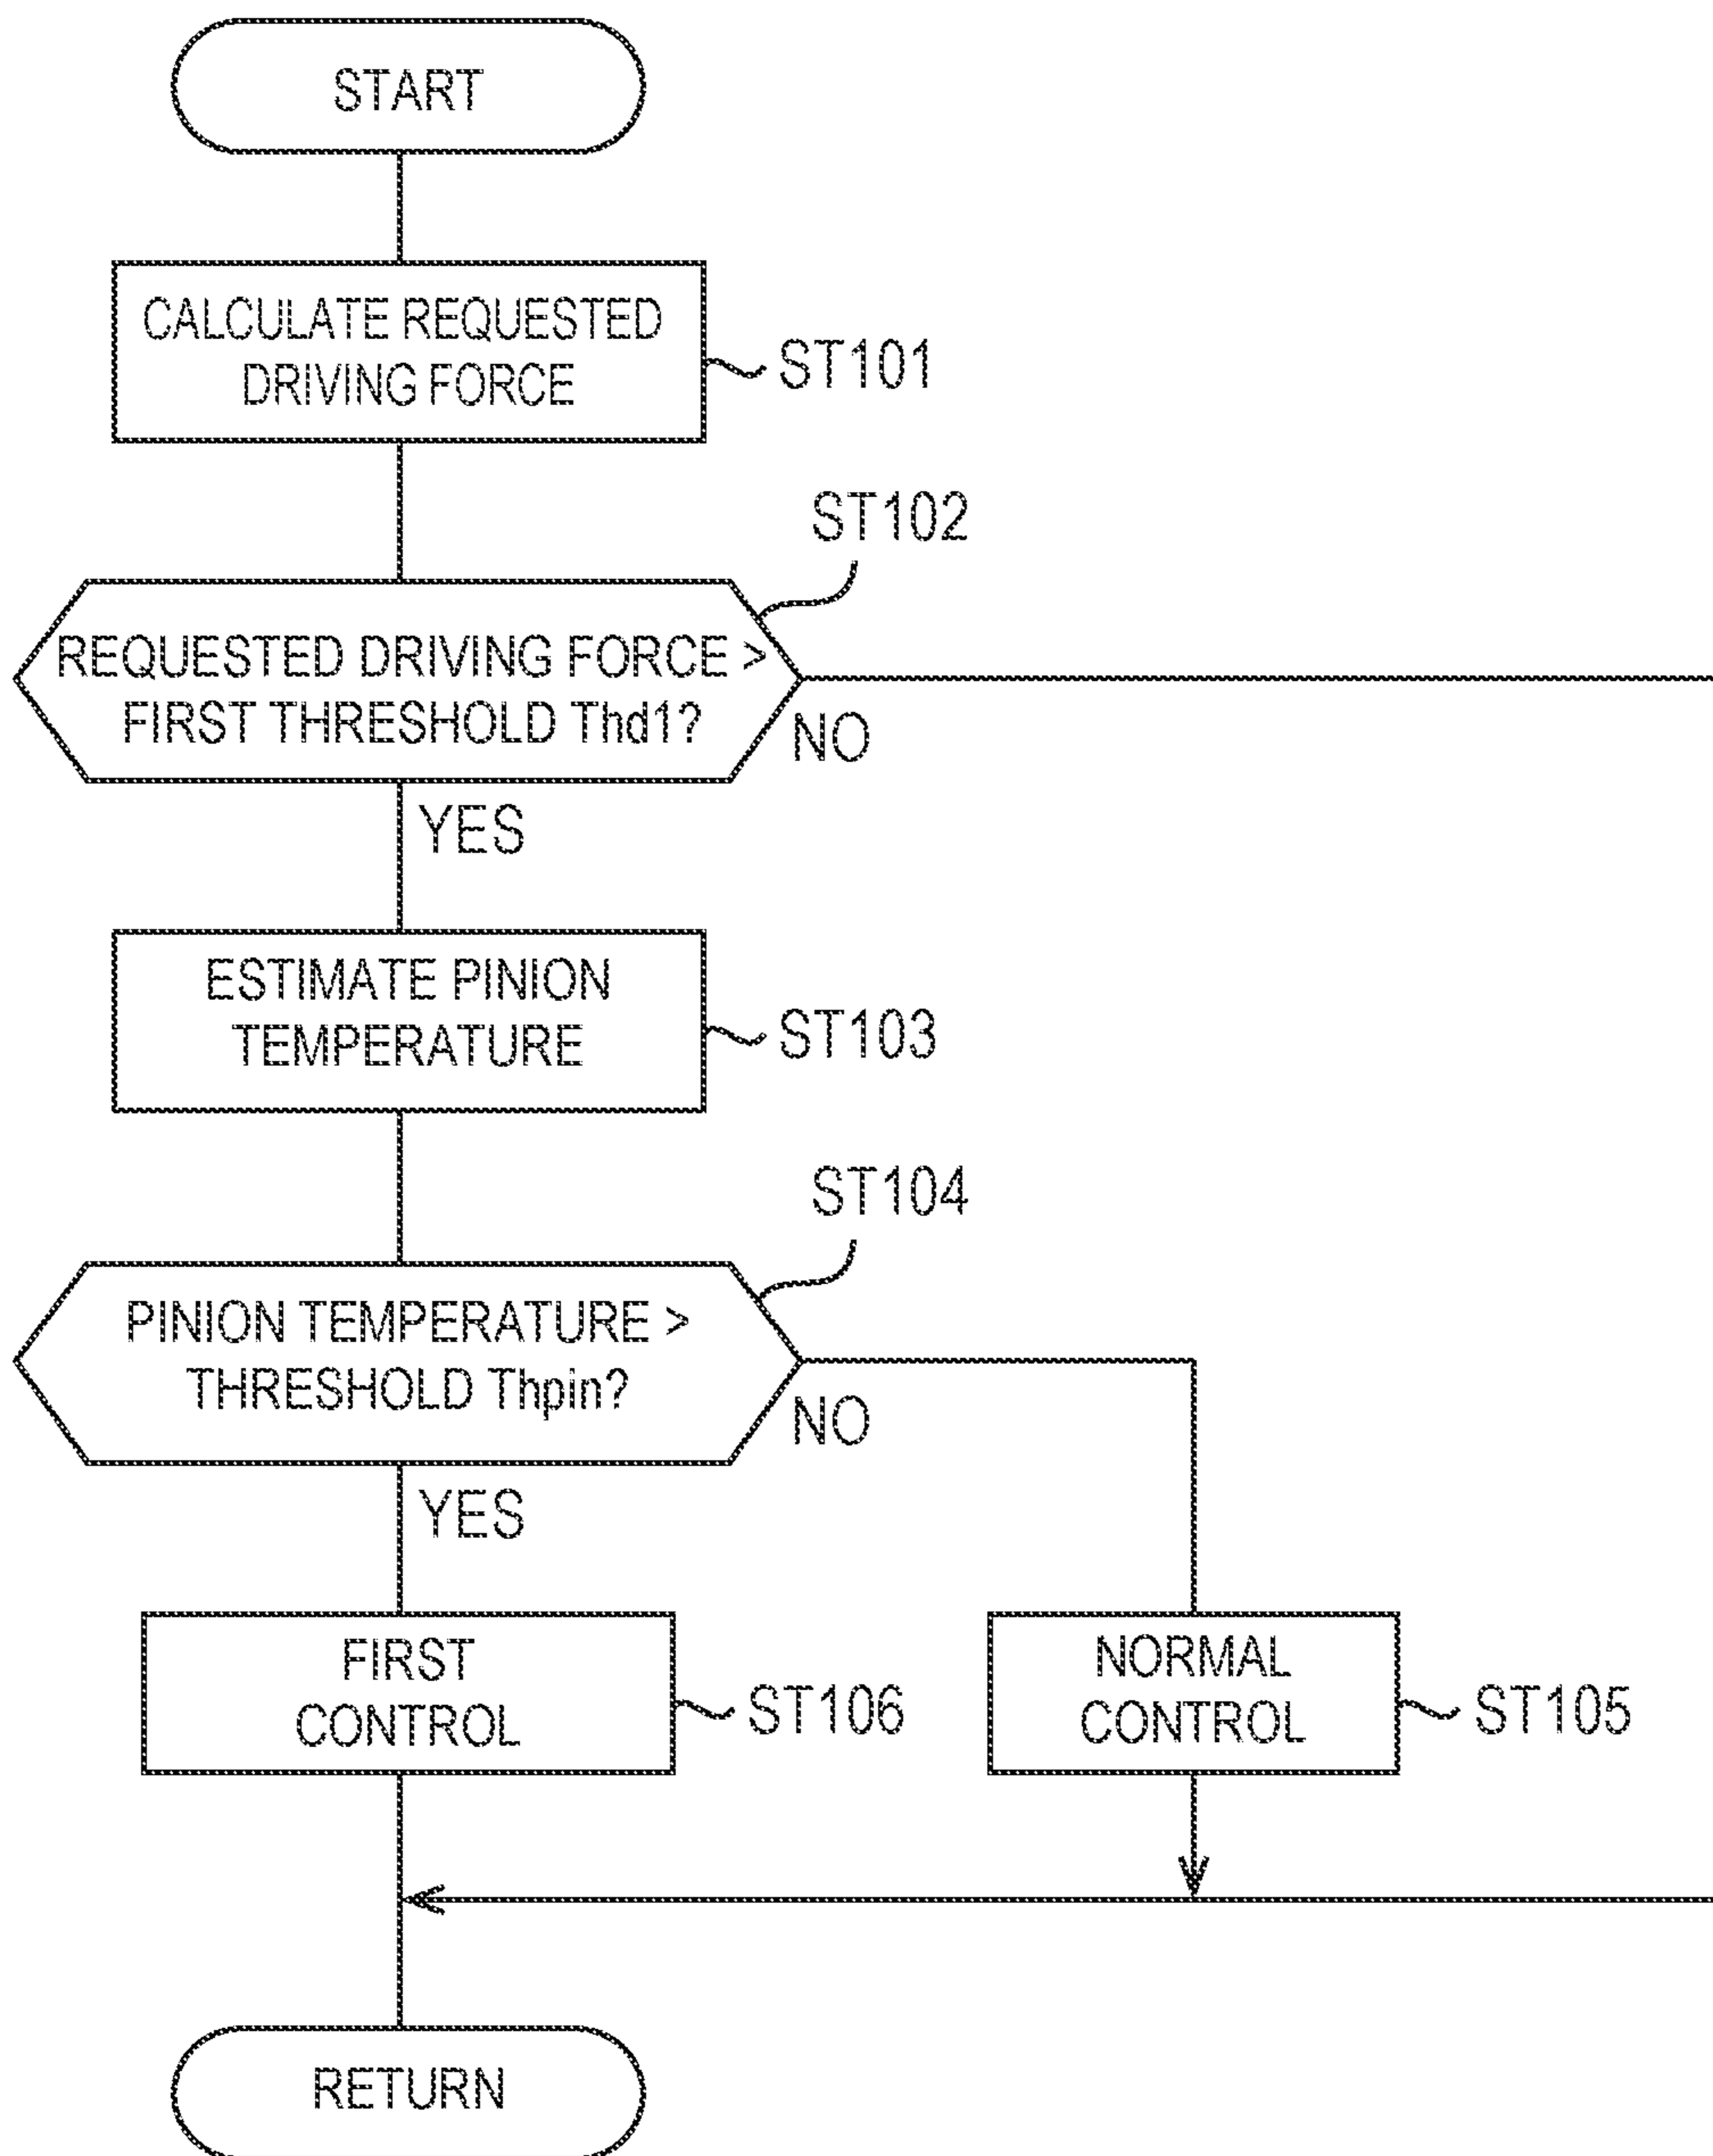 START
CALCULATE REQUESTED
DRIVING FORCE
ST101
ST102
REQUESTED DRIVING FORCE >
FIRST THRESHOLD Thd1?
NO
YES
ESTIMATE PINION
TEMPERATURE
ST103
ST104
PINION TEMPERATURE >
THRESHOLD Thpin?
NO
YES
FIRST
CONTROL
ST106
NORMAL
CONTROL
ST105
RETURN